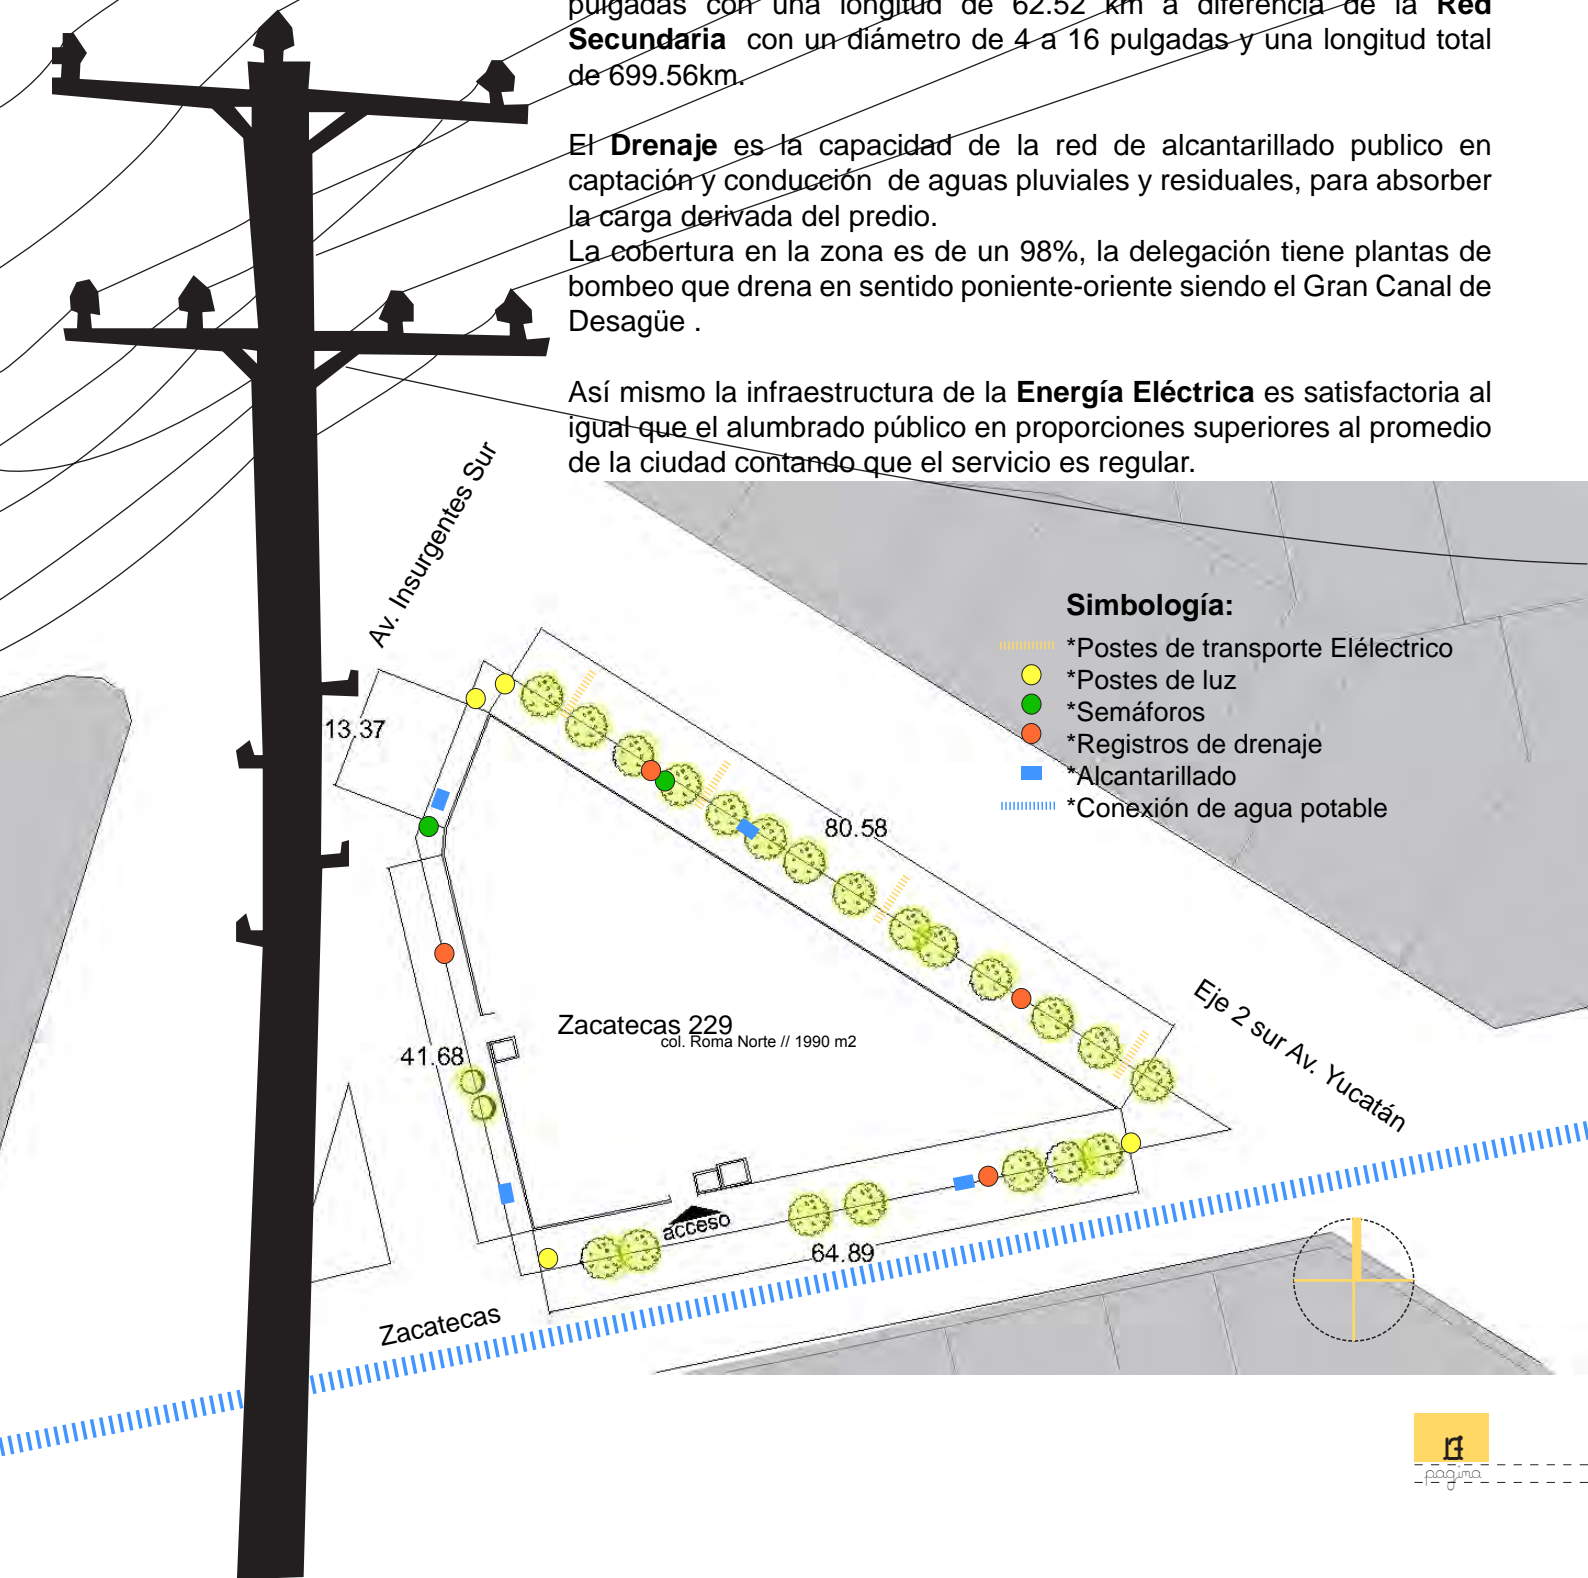 pulgadas con una longitud de 62.52 km a diferencia de la Red
Secundaria con un diámetro de 4 a 16 pulgadas y una longitud total
de 699.56km.
El Drenaje es la capacidad de la red de alcantarillado publico en
captación y conducción de aguas pluviales y residuales, para absorber
la carga derivada del predio.
La cobertura en la zona es de un 98%, la delegación tiene plantas de
bombeo que drena en sentido poniente-oriente siendo el Gran Canal de
Desagüe .
Así mismo la infraestructura de la Energía Eléctrica es satisfactoria al
igual que el alumbrado público en proporciones superiores al promedio
de la ciudad contando que el servicio es regular.
Av. Insurgentes Sur
Simbología:
*Postes de transporte Elélectrico
*Postes de luz
*Semáforos
*Registros de drenaje
*Alcantarillado
*Conexión de agua potable
13.37
80.58
41.68
Zacatecas 229
col. Roma Norte // 1990 m2
Eje 2 sur Av. Yucatán
acceso
64.89
Zacatecas
pagina